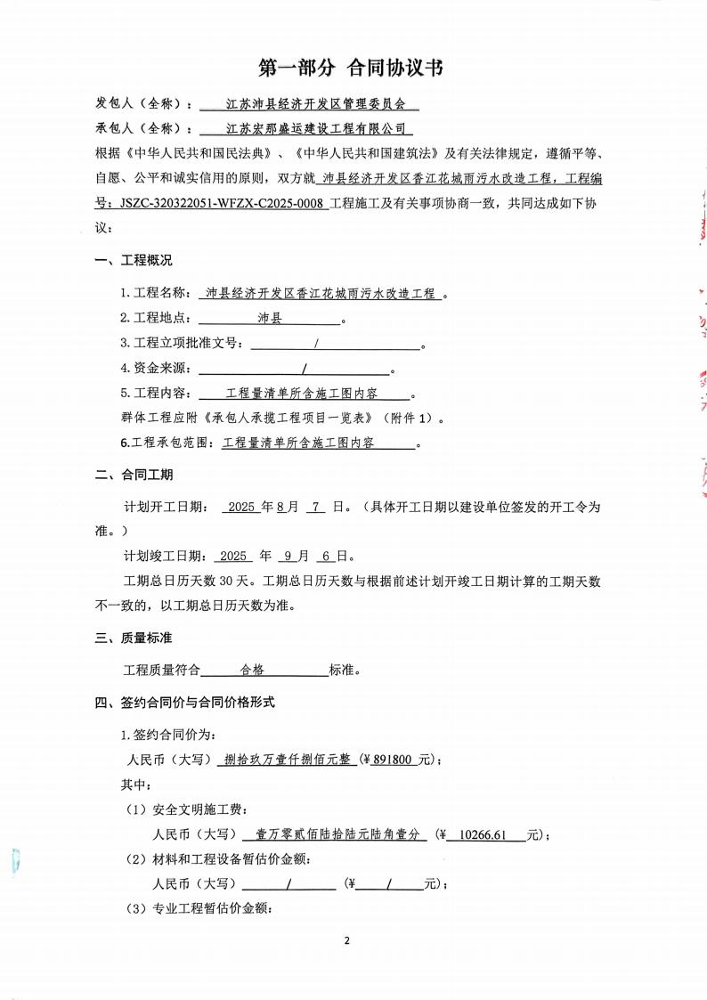 第一部分 合同协议书
发包人（全称）：江苏沛县经济开发区管理委员会
承包人（全称）：江苏宏那盛运建设工程有限公司
根据《中华人民共和国民法典》、《中华人民共和国建筑法》及有关法律规定，遵循平等、
自愿、公平和诚实信用的原则，双方就 沛县经济开发区香江花城雨污水改造工程，工程编
号：JSZC-320322051-WFZX-C2025-0008 工程施工及有关事项协商一致，共同达成如下协
议：
一、工程概况
1.工程名称： 沛县经济开发区香江花城雨污水改造工程 。
2.工程地点： 沛县 。
3.工程立项批准文号： / 。
4.资金来源： / 。
5.工程内容： 工程量清单所含施工图内容 。
群体工程应附《承包人承揽工程项目一览表》（附件1）。
6.工程承包范围：工程量清单所含施工图内容 。
二、合同工期
计划开工日期： 2025 年 8 月 7 日。（具体开工日期以建设单位签发的开工令为
准。）
计划竣工日期： 2025 年 9 月 6 日。
工期总日历天数 30 天。工期总日历天数与根据前述计划开竣工日期计算的工期天数
不一致的，以工期总日历天数为准。
三、质量标准
工程质量符合 合格 标准。
四、签约合同价与合同价格形式
1.签约合同价为：
人民币（大写） 捌拾玖万壹仟捌佰元整 (¥ 891800 元)；
其中：
（1）安全文明施工费：
人民币（大写） 壹万零贰佰陆拾陆元陆角壹分 (¥ 10266.61 元)；
（2）材料和工程设备暂估价金额：
人民币（大写） / (¥ / 元)；
（3）专业工程暂估价金额：
2